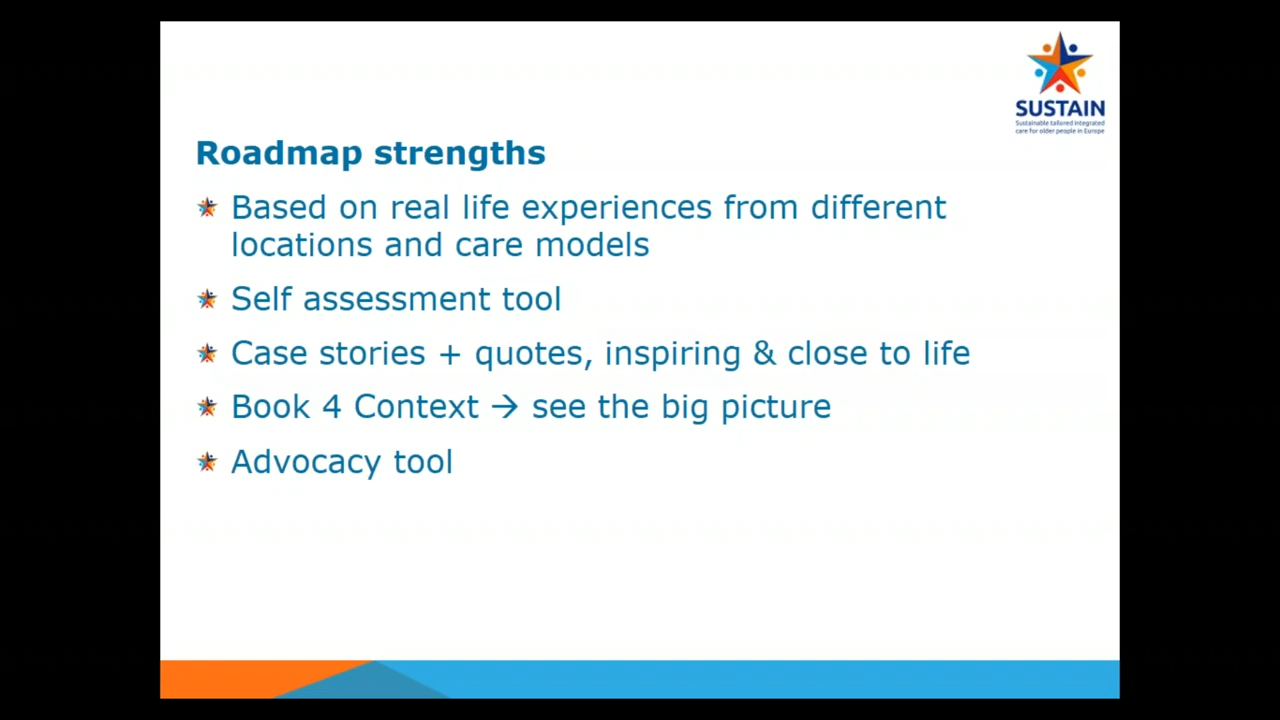 SUSTAIN
Sustainable tailored integrated
care for older people in Europe
Roadmap strengths
Based on real life experiences from different
locations and care models
Self assessment tool
Case stories + quotes, inspiring & close to life
Book 4 Context → see the big picture
Advocacy tool